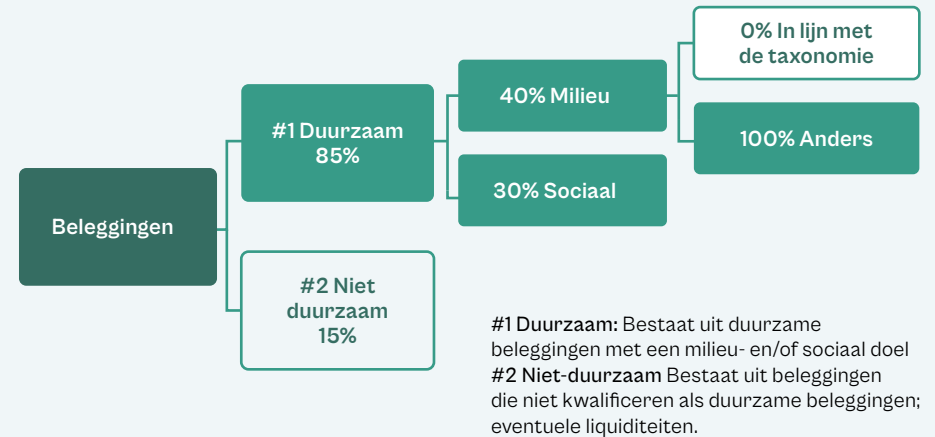 Beleggingen
#1 Duurzaam
85%
#2 Niet
duurzaam
15%
40% Milieu
30% Sociaal
0% In lijn met
de taxonomie
100% Anders
#1 Duurzaam: Bestaat uit duurzame
beleggingen met een milieu- en/of sociaal doel
#2 Niet-duurzaam Bestaat uit beleggingen
die niet kwalificeren als duurzame beleggingen;
eventuele liquiditeiten.